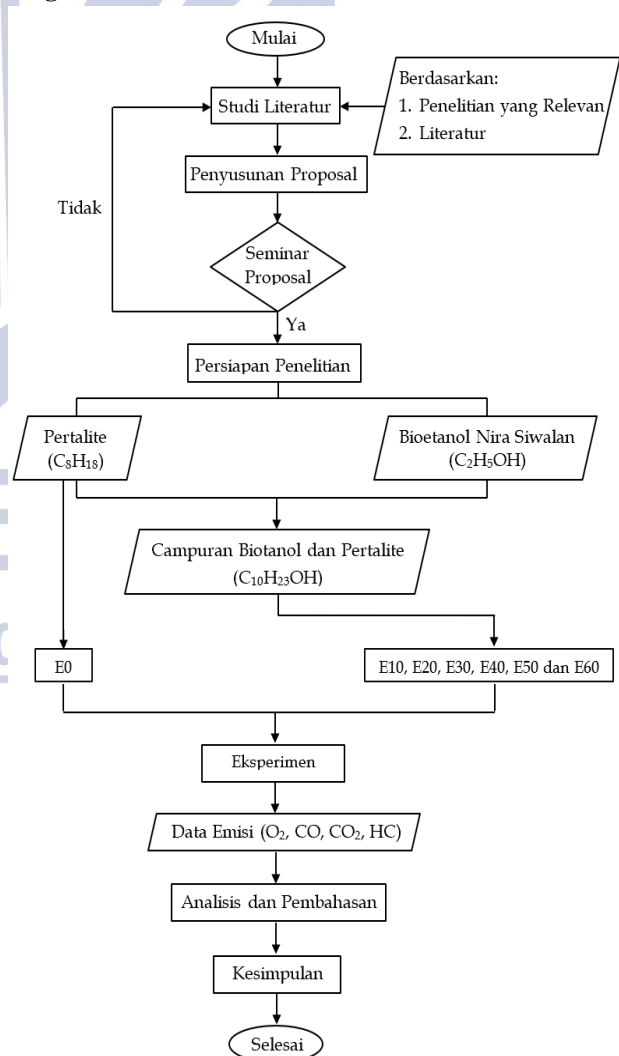 Mulai
Berdasarkan:
1. Penelitian yang Relevan
2. Literatur
Studi Literatur
Penyusunan Proposal
Tidak
Seminar
Proposal
Ya
Persiapan Penelitian
Pertalite
(C₈H₁₈)
Bioetanol Nira Siwalan
(C₂H₅OH)
Campuran Biotanol dan Pertalite
(C₁₀H₂₃OH)
E0
E10, E20, E30, E40, E50 dan E60
Eksperimen
Data Emisi (O₂, CO, CO₂, HC)
Analisis dan Pembahasan
Kesimpulan
Selesai